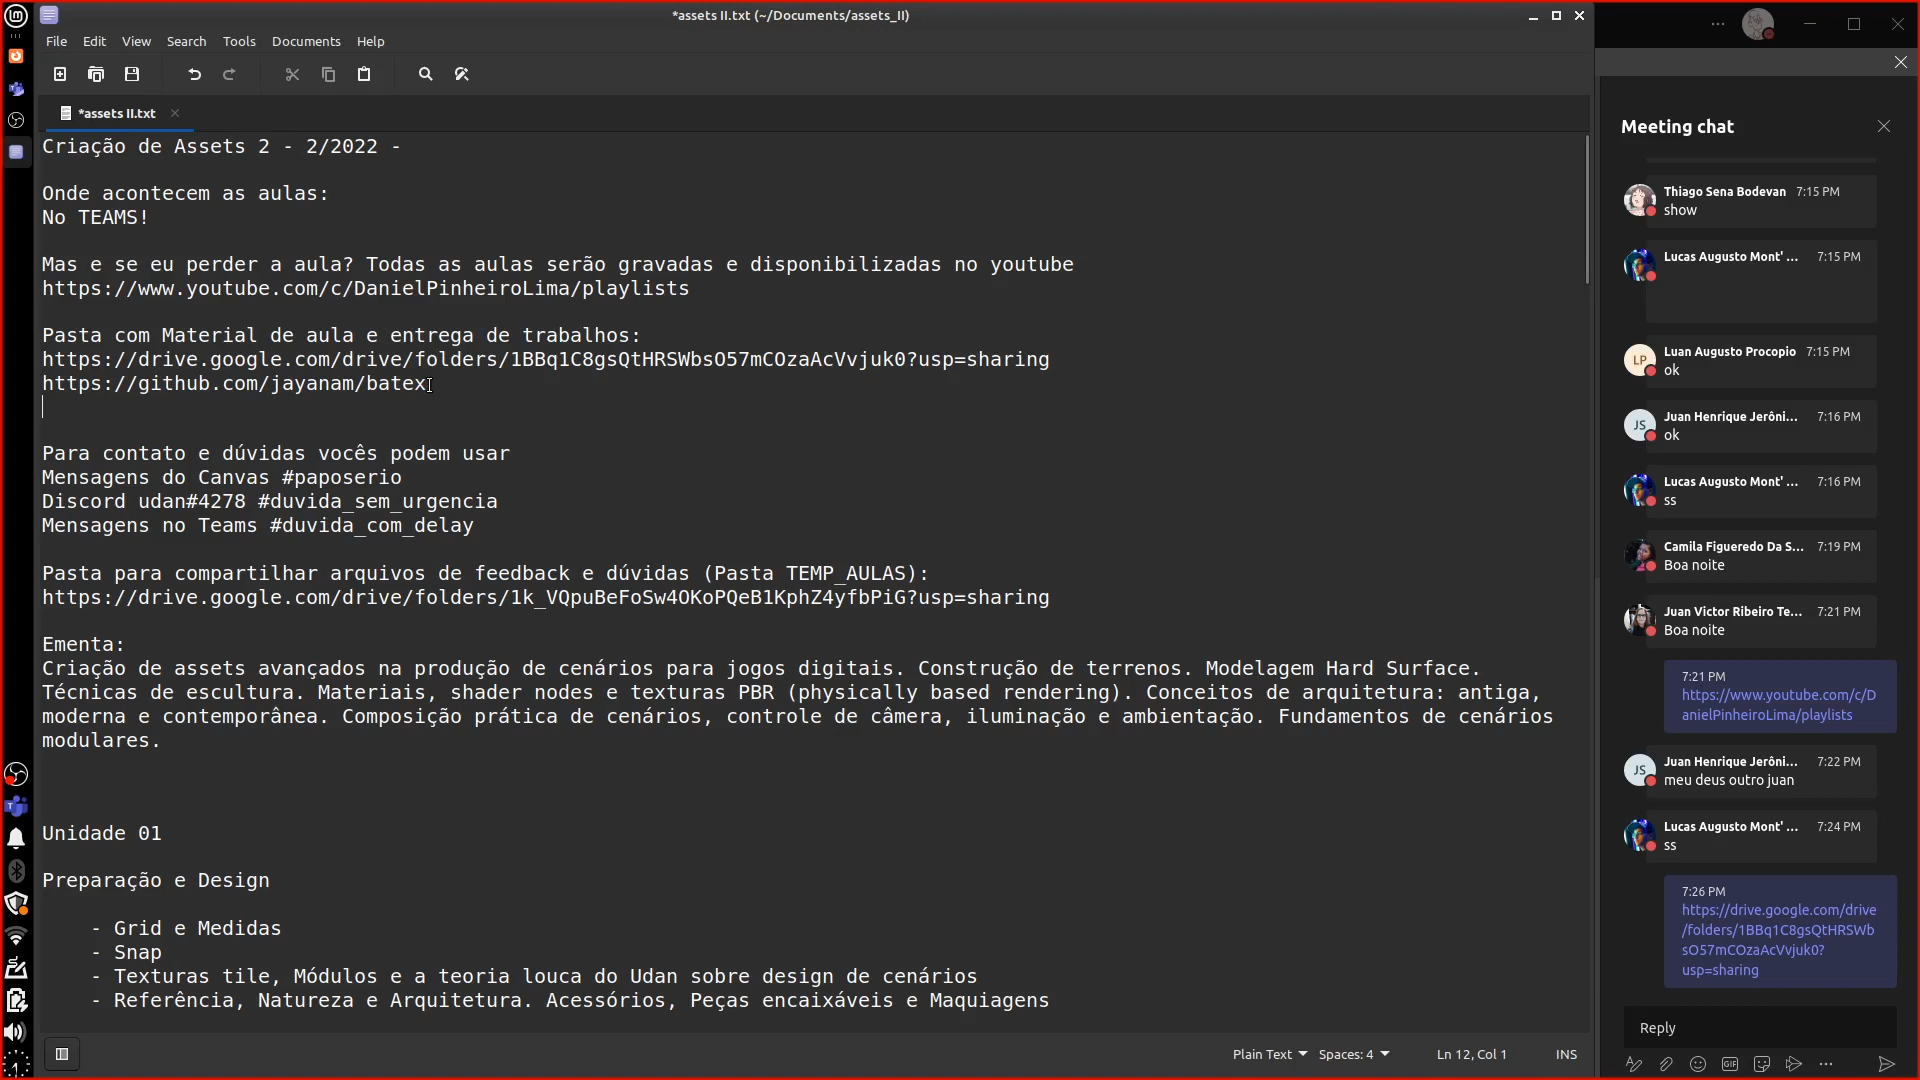 *assets II.txt (~/Documents/assets_II)
File Edit View Search Tools Documents Help
*assets II.txt
Criação de Assets 2 - 2/2022 -
Onde acontecem as aulas:
No TEAMS!
Mas e se eu perder a aula? Todas as aulas serão gravadas e disponibilizadas no youtube
https://www.youtube.com/c/DanielPinheiroLima/playlists
Pasta com Material de aula e entrega de trabalhos:
https://drive.google.com/drive/folders/1BBq1C8gsQtHRSWbsO57mCOzaAcVvjuk0?usp=sharing
https://github.com/jayanam/batex
Para contato e dúvidas vocês podem usar
Mensagens do Canvas #paposerio
Discord udan#4278 #duvida_sem_urgencia
Mensagens no Teams #duvida_com_delay
Pasta para compartilhar arquivos de feedback e dúvidas (Pasta TEMP_AULAS):
https://drive.google.com/drive/folders/1k_VQpuBeFoSw4OKoPQeB1KphZ4yfbPiG?usp=sharing
Ementa:
Criação de assets avançados na produção de cenários para jogos digitais. Construção de terrenos. Modelagem Hard Surface.
Técnicas de escultura. Materiais, shader nodes e texturas PBR (physically based rendering). Conceitos de arquitetura: antiga,
moderna e contemporânea. Composição prática de cenários, controle de câmera, iluminação e ambientação. Fundamentos de cenários
modulares.
Unidade 01
Preparação e Design
- Grid e Medidas
- Snap
- Texturas tile, Módulos e a teoria louca do Udan sobre design de cenários
- Referência, Natureza e Arquitetura. Acessórios, Peças encaixáveis e Maquiagens
Plain Text Spaces: 4 Ln 12, Col 1 INS
Meeting chat
Thiago Sena Bodevan 7:15 PM
show
Lucas Augusto Mont' ... 7:15 PM
LP Luan Augusto Procopio 7:15 PM
ok
JS Juan Henrique Jerôni... 7:16 PM
ok
Lucas Augusto Mont' ... 7:16 PM
ss
Camila Figueredo Da S... 7:19 PM
Boa noite
Juan Victor Ribeiro Te... 7:21 PM
Boa noite
7:21 PM
https://www.youtube.com/c/D
anielPinheiroLima/playlists
JS Juan Henrique Jerôni... 7:22 PM
meu deus outro juan
Lucas Augusto Mont' ... 7:24 PM
ss
7:26 PM
https://drive.google.com/drive
/folders/1BBq1C8gsQtHRSWb
sO57mCOzaAcVvjuk0?
usp=sharing
Reply
GIF